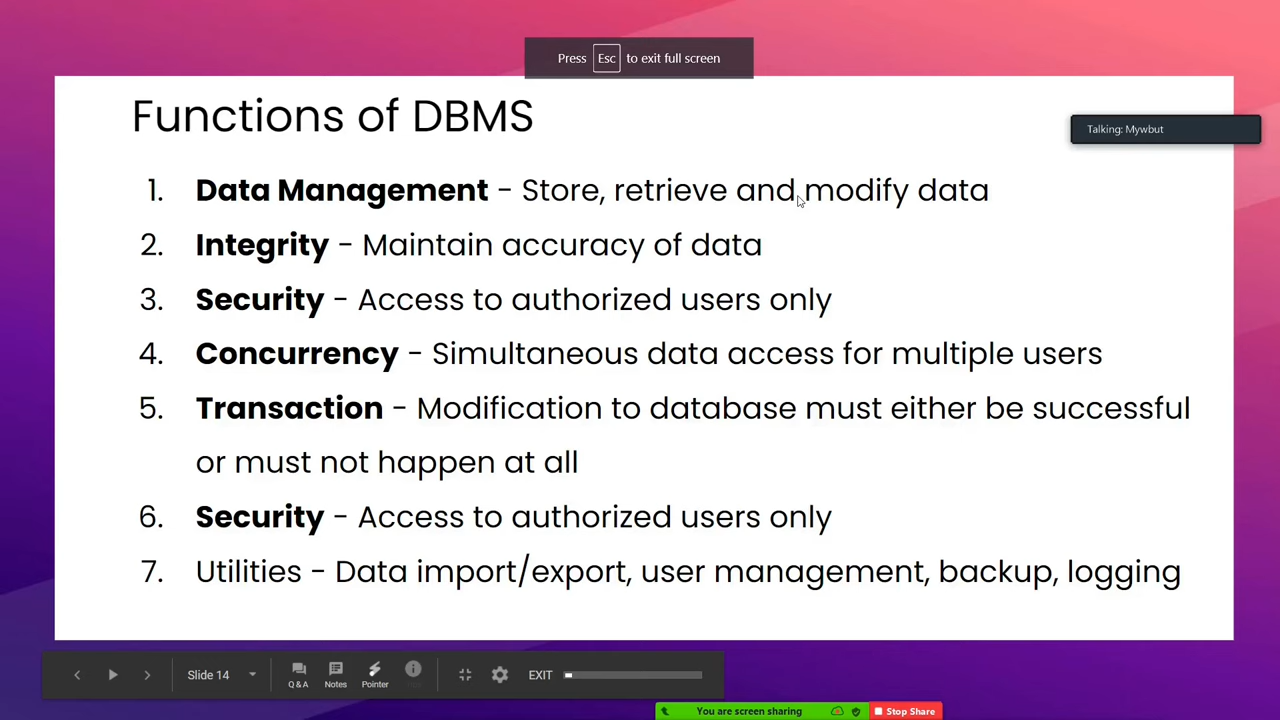 Press Esc to exit full screen
Functions of DBMS
Talking: Mywbut
1. Data Management - Store, retrieve and modify data
2. Integrity - Maintain accuracy of data
3. Security - Access to authorized users only
4. Concurrency - Simultaneous data access for multiple users
5. Transaction - Modification to database must either be successful
or must not happen at all
6. Security - Access to authorized users only
7. Utilities - Data import/export, user management, backup, logging
Slide 14
Q & A
Notes
Pointer
EXIT
You are screen sharing
Stop Share